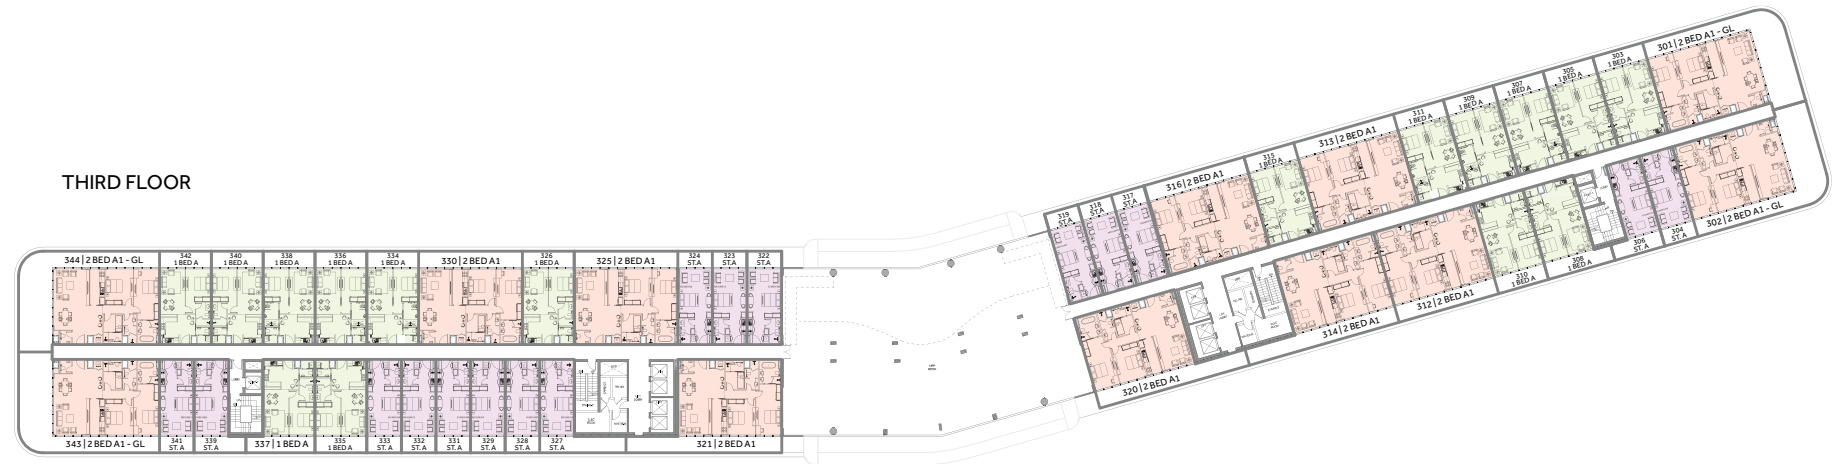 THIRD FLOOR
344 | 2 BED A1 - GL
342
1 BED A
340
1 BED A
338
1 BED A
336
1 BED A
334
1 BED A
330 | 2 BED A1
326
1 BED A
325 | 2 BED A1
324
ST. A
323
ST. A
322
ST. A
343 | 2 BED A1 - GL
341
ST. A
339
ST. A
337 | 1 BED A
335
1 BED A
333
ST. A
332
ST. A
331
ST. A
329
ST. A
328
ST. A
327
ST. A
321 | 2 BED A1
319
ST. A
318
ST. A
317
ST. A
316 | 2 BED A1
315
1 BED A
313 | 2 BED A1
311
1 BED A
309
1 BED A
307
1 BED A
305
1 BED A
303
1 BED A
301 | 2 BED A1 - GL
320 | 2 BED A1
314 | 2 BED A1
312 | 2 BED A1
310
1 BED A
308
1 BED A
306
ST. A
304
ST. A
302 | 2 BED A1 - GL